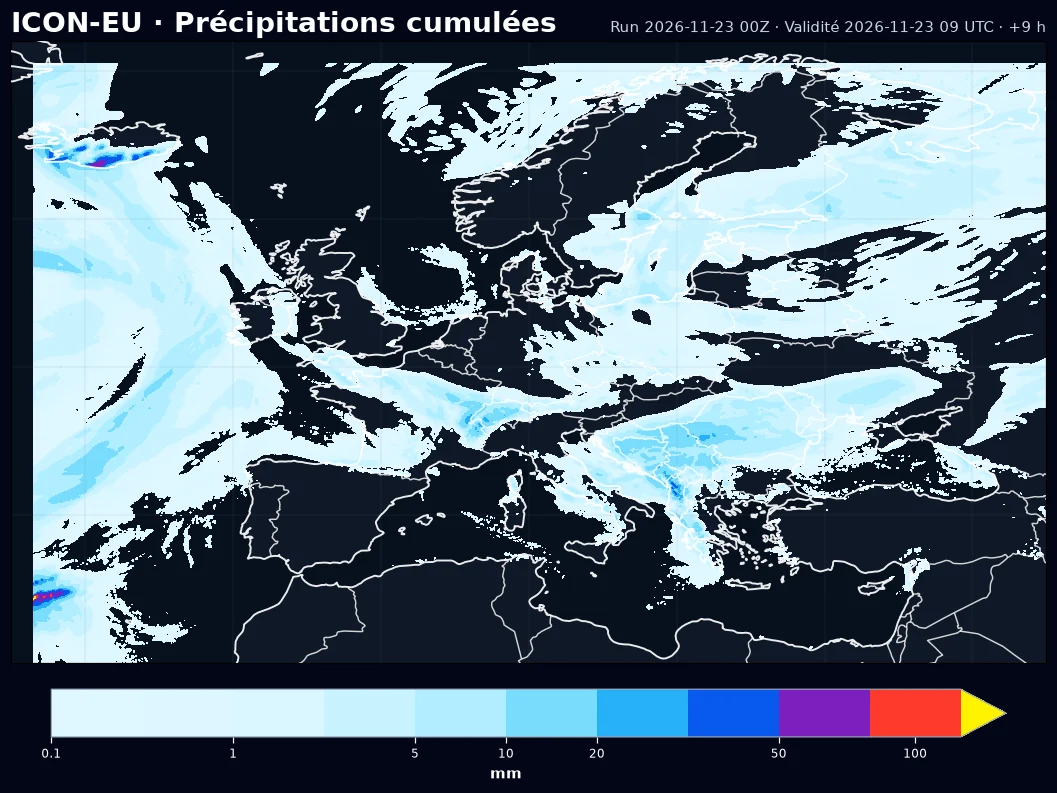 ICON-EU · Précipitations cumulées
Run 2026-11-23 00Z · Validité 2026-11-23 09 UTC · +9 h
0.1 1 5 10 20 50 100
mm